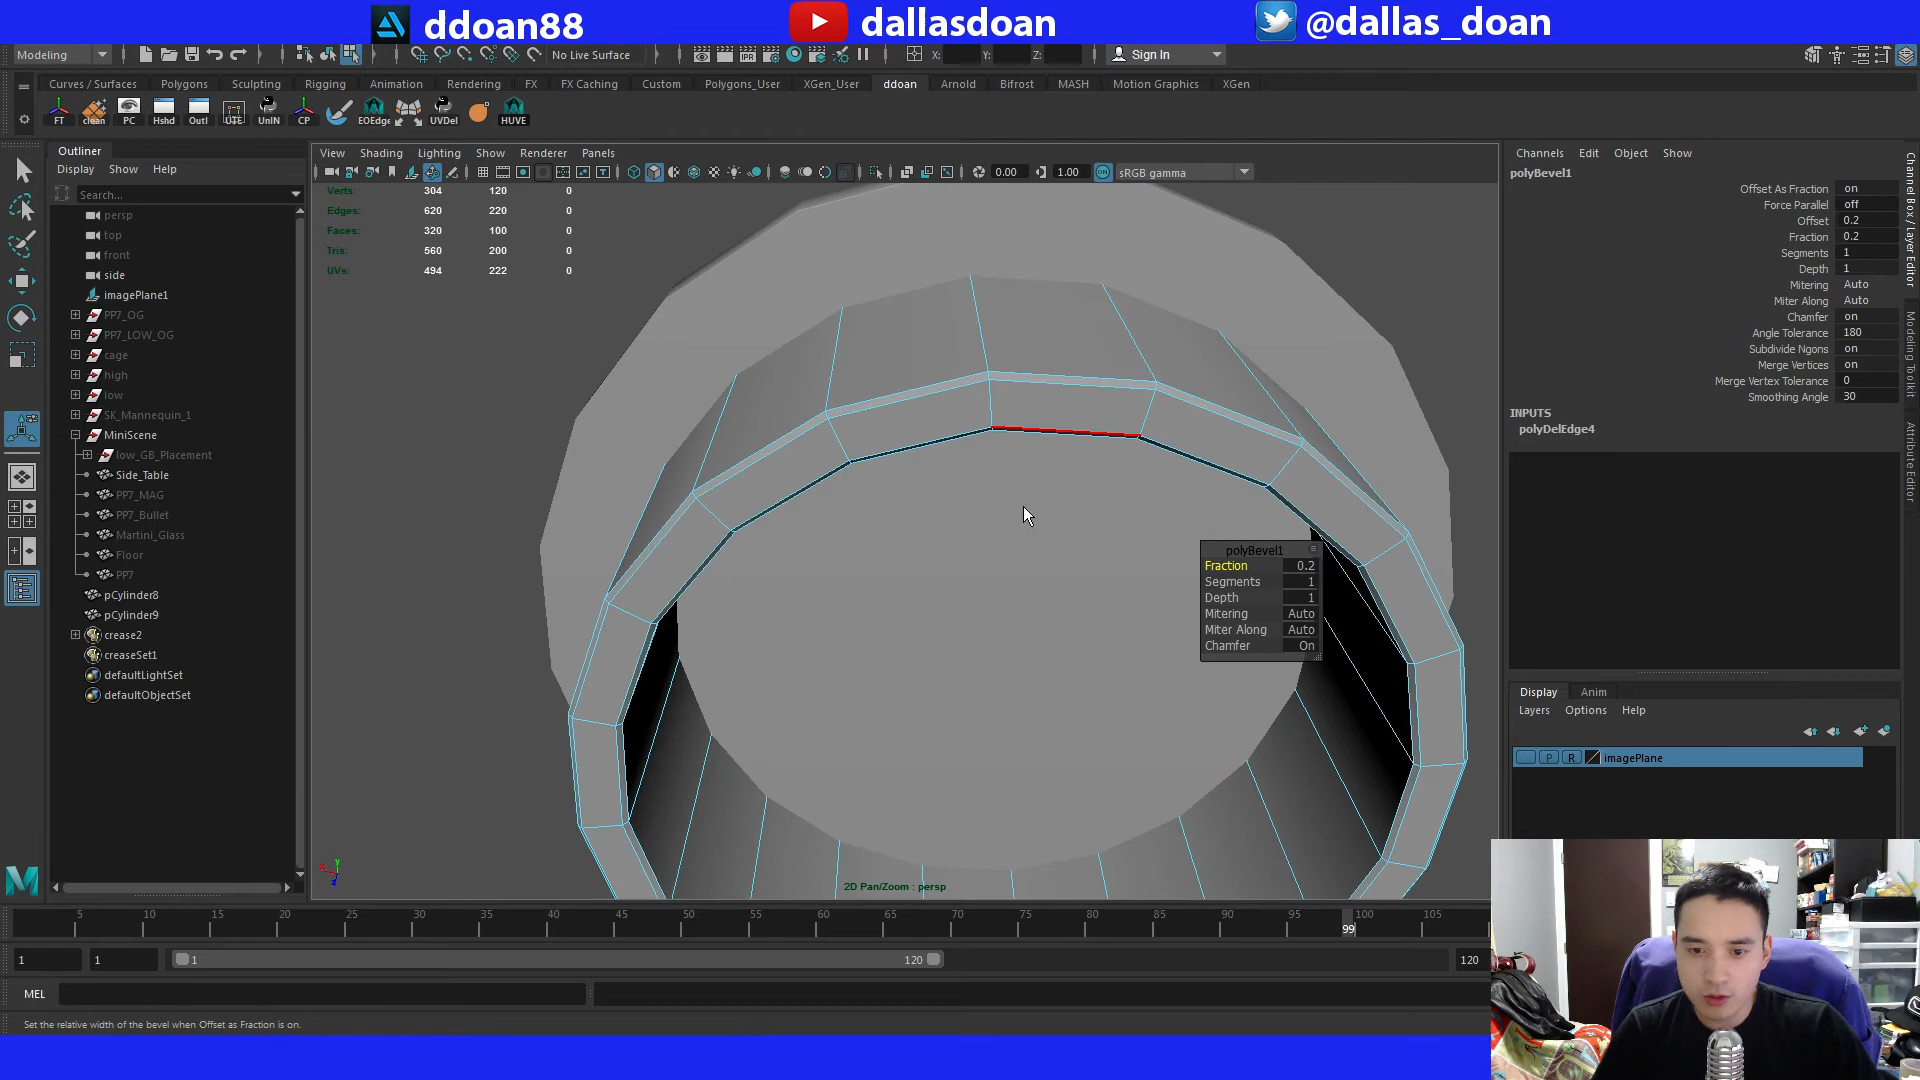 ddoan88
dallasdoan
@dallas_doan
Modeling
No Live Surface
X:
Y:
Z:
Sign In
Curves / Surfaces
Polygons
Sculpting
Rigging
Animation
Rendering
FX
FX Caching
Custom
Polygons_User
XGen_User
ddoan
Arnold
Bifrost
MASH
Motion Graphics
XGen
FT
clean
PC
Hshd
Outl
UTE
UnIN
CP
EOEdge
UVDel
HUVE
Outliner
Display
Show
Help
Search...
persp
top
front
side
imagePlane1
PP7_OG
PP7_LOW_OG
cage
high
low
SK_Mannequin_1
MiniScene
low_GB_Placement
Side_Table
PP7_MAG
PP7_Bullet
Martini_Glass
Floor
PP7
pCylinder8
pCylinder9
crease2
creaseSet1
defaultLightSet
defaultObjectSet
View
Shading
Lighting
Show
Renderer
Panels
0.00
1.00
ON
sRGB gamma
Verts: 304 120 0
Edges: 620 220 0
Faces: 320 100 0
Tris: 560 200 0
UVs: 494 222 0
polyBevel1
Fraction 0.2
Segments 1
Depth 1
Mitering Auto
Miter Along Auto
Chamfer On
2D Pan/Zoom : persp
Channels
Edit
Object
Show
polyBevel1
Offset As Fraction on
Force Parallel off
Offset 0.2
Fraction 0.2
Segments 1
Depth 1
Mitering Auto
Miter Along Auto
Chamfer on
Angle Tolerance 180
Subdivide Ngons on
Merge Vertices on
Merge Vertex Tolerance 0
Smoothing Angle 30
INPUTS
polyDelEdge4
Channel Box / Layer Editor
Modeling Toolkit
Attribute Editor
Display
Anim
Layers
Options
Help
P
R
imagePlane
5 10 15 20 25 30 35 40 45 50 55 60 65 70 75 80 85 90 95 100 105
99
1
1
1
120
120
MEL
Set the relative width of the bevel when Offset as Fraction is on.